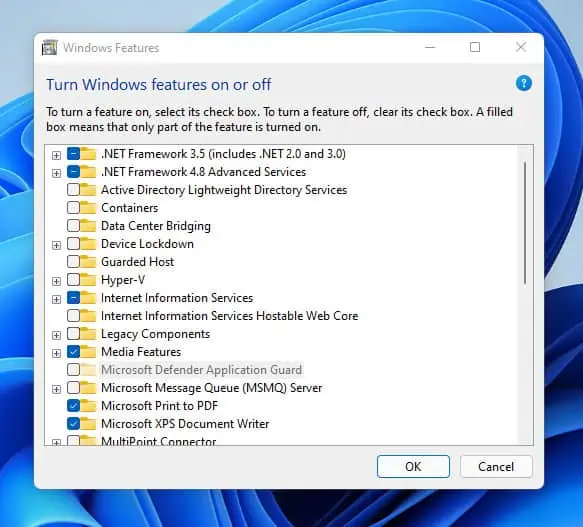 Windows Features
Turn Windows features on or off
?
To turn a feature on, select its check box. To turn a feature off, clear its check box. A filled
box means that only part of the feature is turned on.
.NET Framework 3.5 (includes .NET 2.0 and 3.0)
.NET Framework 4.8 Advanced Services
Active Directory Lightweight Directory Services
Containers
Data Center Bridging
Device Lockdown
Guarded Host
Hyper-V
Internet Information Services
Internet Information Services Hostable Web Core
Legacy Components
Media Features
Microsoft Defender Application Guard
Microsoft Message Queue (MSMQ) Server
Microsoft Print to PDF
Microsoft XPS Document Writer
MultiPoint Connector
OK
Cancel